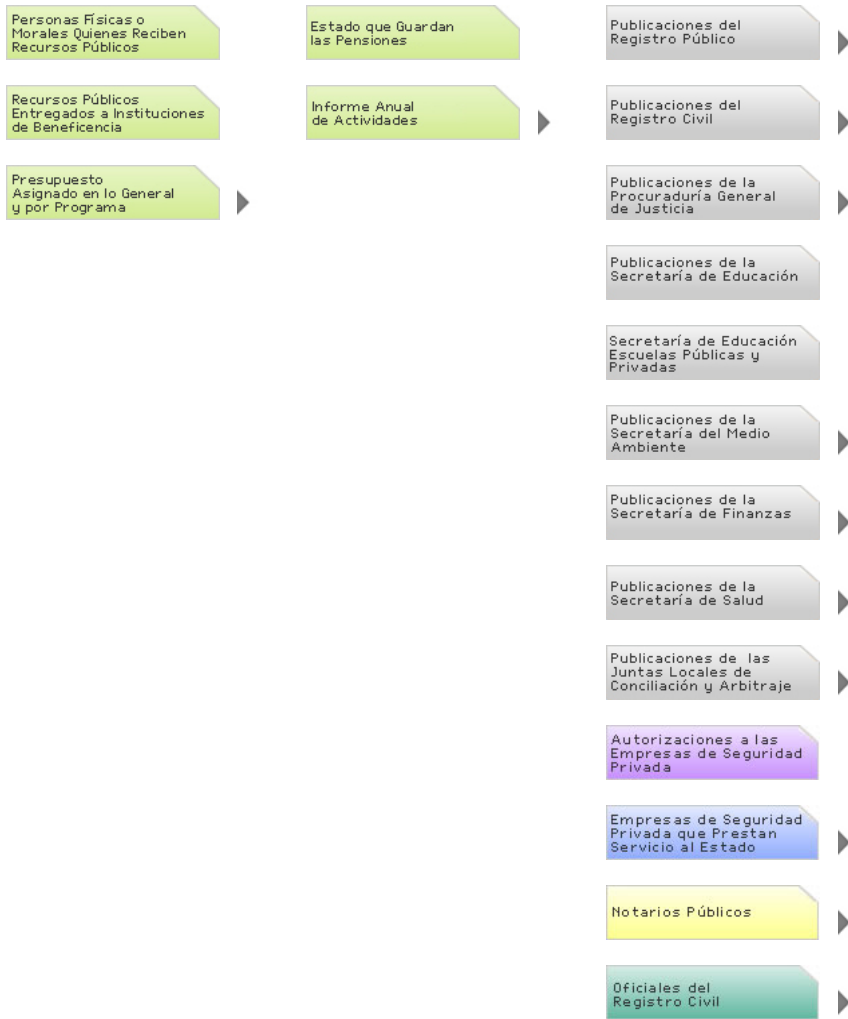 Personas Físicas o
Morales Quienes Reciben
Recursos Públicos
Recursos Públicos
Entregados a Instituciones
de Beneficencia
Presupuesto
Asignado en lo General
y por Programa
Estado que Guardan
las Pensiones
Informe Anual
de Actividades
Publicaciones del
Registro Público
Publicaciones del
Registro Civil
Publicaciones de la
Procuraduría General
de Justicia
Publicaciones de la
Secretaría de Educación
Secretaría de Educación
Escuelas Públicas y
Privadas
Publicaciones de la
Secretaría del Medio
Ambiente
Publicaciones de la
Secretaría de Finanzas
Publicaciones de la
Secretaría de Salud
Publicaciones de las
Juntas Locales de
Conciliación y Arbitraje
Autorizaciones a las
Empresas de Seguridad
Privada
Empresas de Seguridad
Privada que Prestan
Servicio al Estado
Notarios Públicos
Oficiales del
Registro Civil